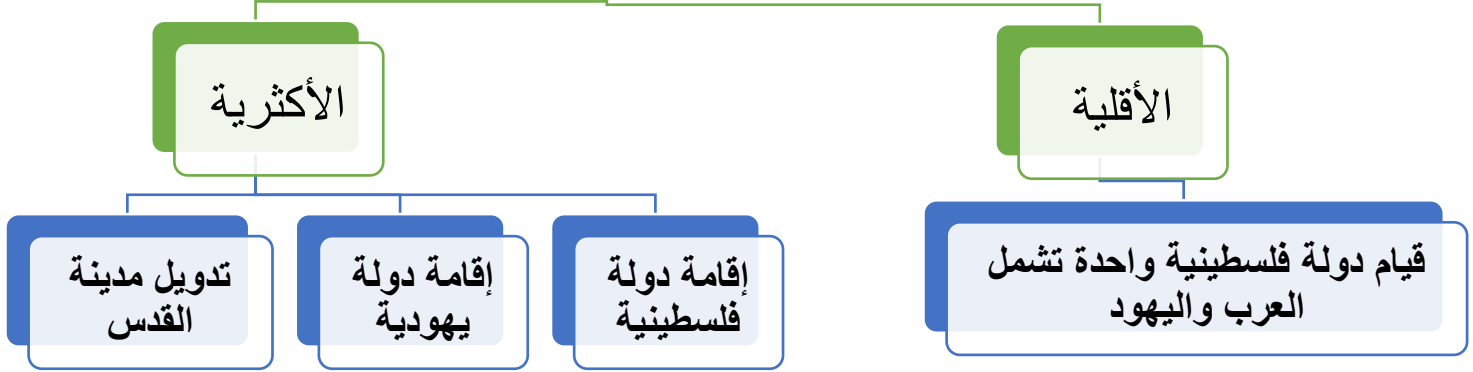 الأقلية
الأكثرية
قيام دولة فلسطينية واحدة تشمل
العرب واليهود
إقامة دولة
فلسطينية
إقامة دولة
يهودية
تدويل مدينة
القدس